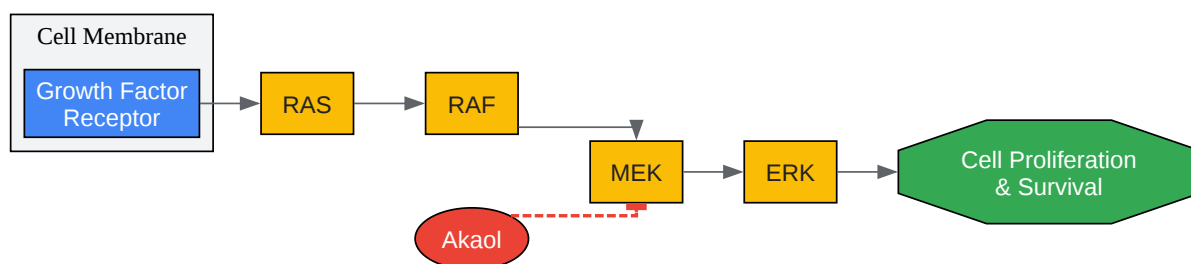 Cell Membrane
Growth Factor
Receptor
RAS
RAF
MEK
ERK
Cell Proliferation
& Survival
Akaol